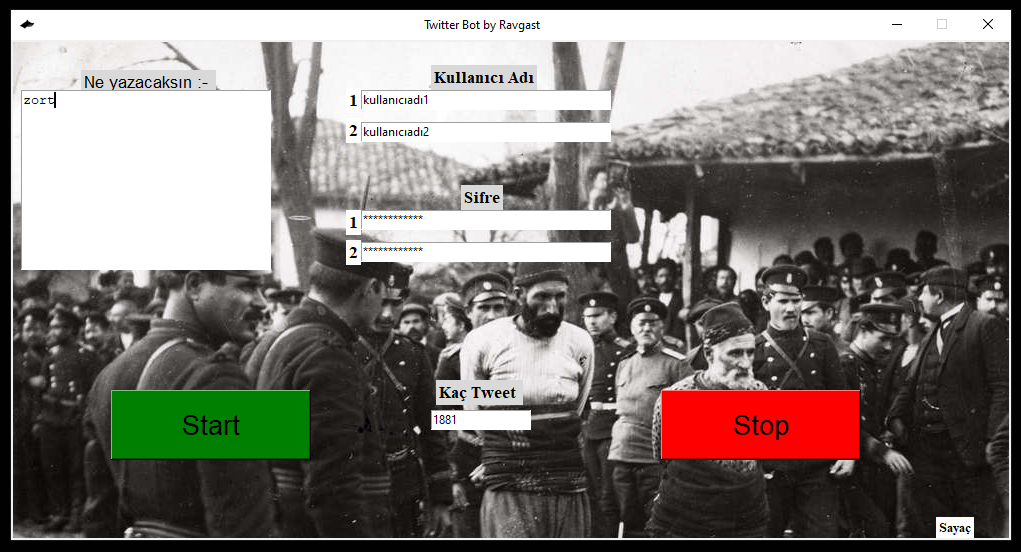 Twitter Bot by Ravgast
Ne yazacaksın :-
zort
Kullanıcı Adı
1 kullanıcıadı1
2 kullanıcıadı2
Sifre
1 ************
2 ************
Kaç Tweet
1881
Start
Stop
Sayaç